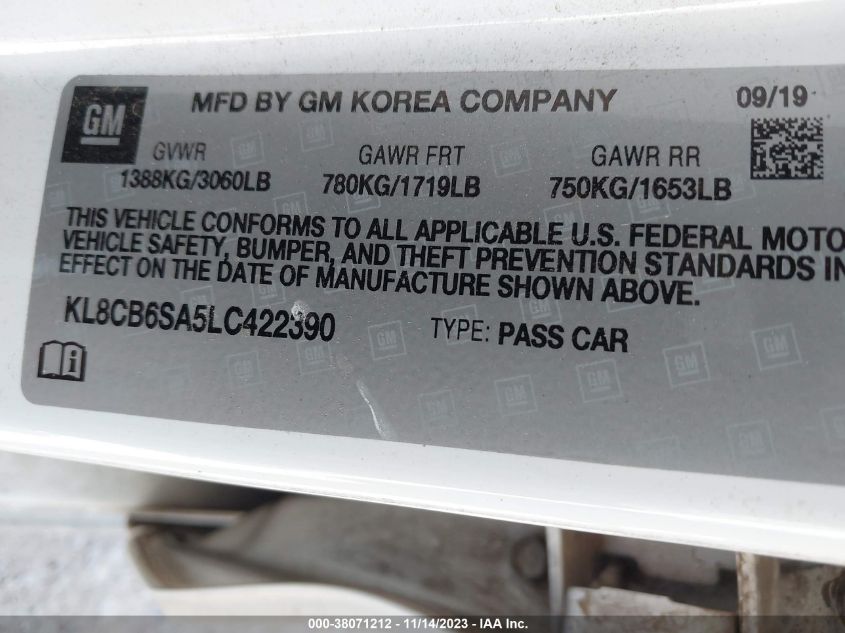 GM
MFD BY GM KOREA COMPANY
09/19
GVWR
GAWR FRT
GAWR RR
1388KG/3060LB
780KG/1719LB
750KG/1653LB
THIS VEHICLE CONFORMS TO ALL APPLICABLE U.S. FEDERAL MOTO
VEHICLE SAFETY, BUMPER, AND THEFT PREVENTION STANDARDS IN
EFFECT ON THE DATE OF MANUFACTURE SHOWN ABOVE.
KL8CB6SA5LC422390
TYPE: PASS CAR
000-38071212 - 11/14/2023 - IAA Inc.